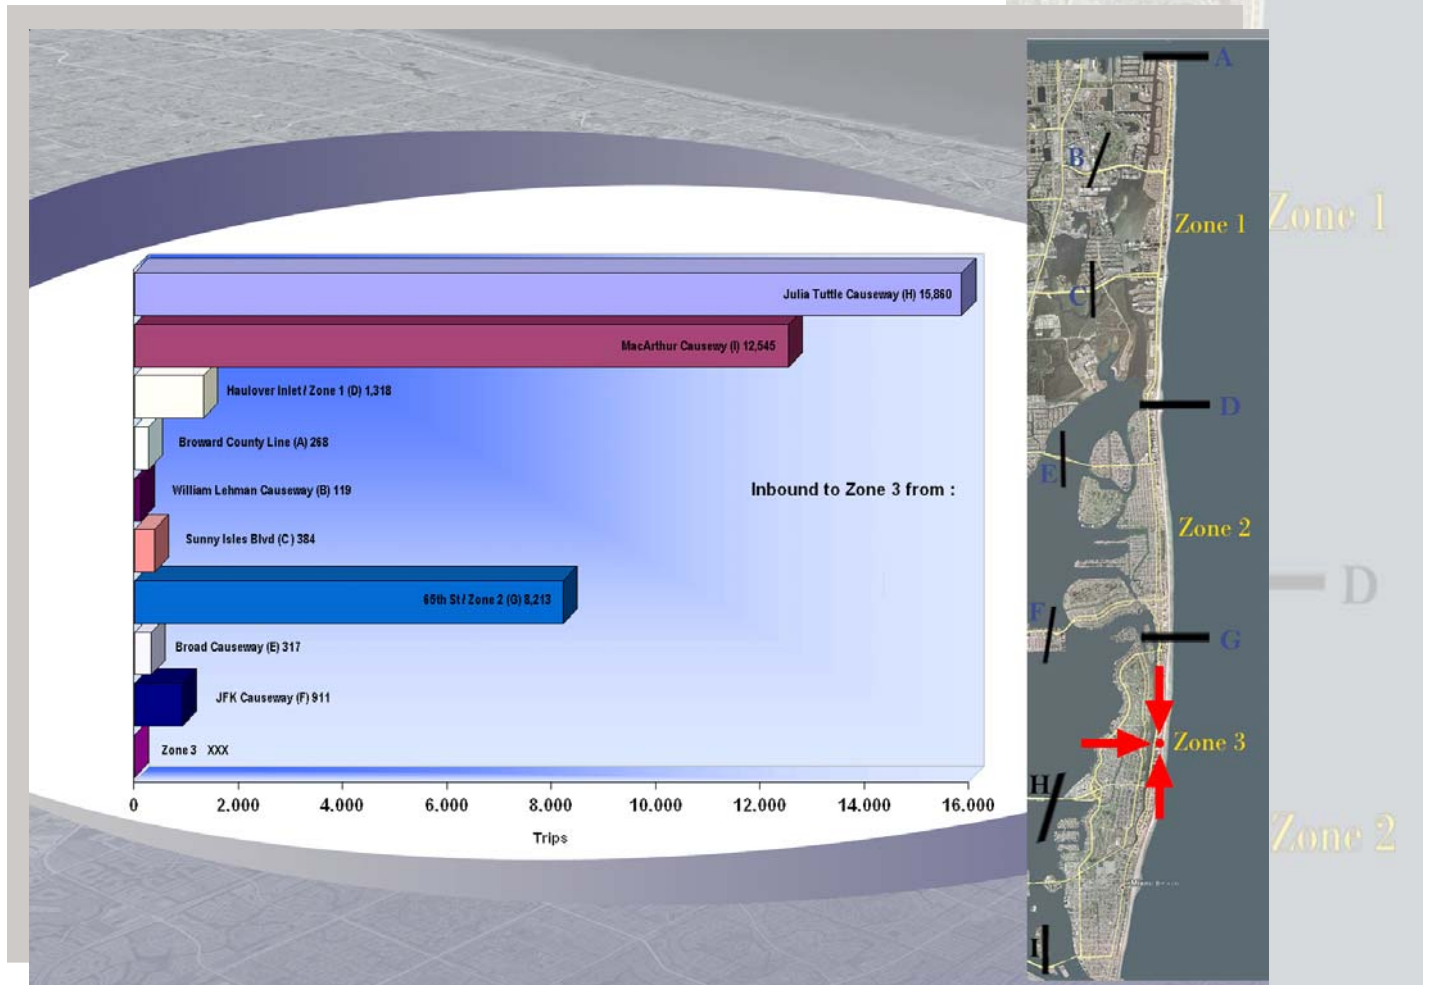 A
B
Zone 1
Zone 1
C
Julia Tuttle Causeway (H) 15,860
MacArthur Causewy (I) 12,545
Haulover Inlet / Zone 1 (D) 1,318
D
Broward County Line (A) 268
E
William Lehman Causeway (B) 119
Inbound to Zone 3 from :
Sunny Isles Blvd (C ) 384
Zone 2
65th St / Zone 2 (G) 8,213
D
F
Broad Causeway (E) 317
G
JFK Causeway (F) 911
Zone 3 XXX
Zone 3
H
0 2.000 4.000 6.000 8.000 10.000 12.000 14.000 16.000
Trips
Zone 2
I